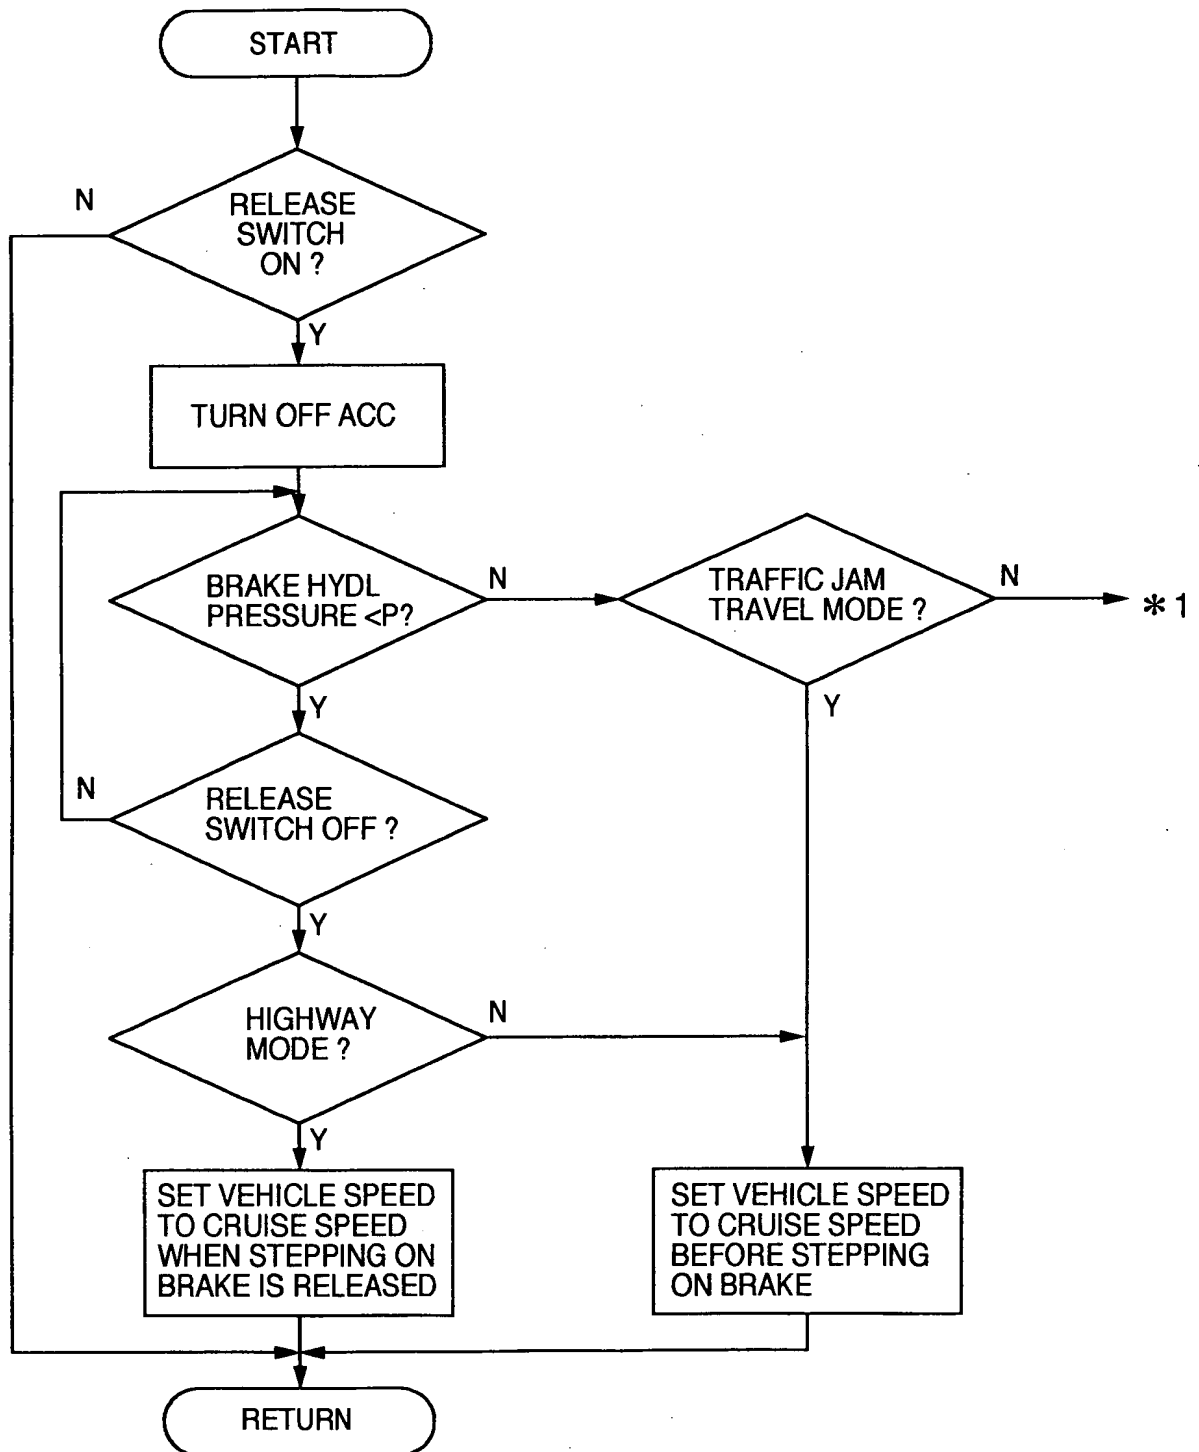 START
N
RELEASE
SWITCH
ON ?
Y
TURN OFF ACC
BRAKE HYDL
PRESSURE <P?
N
TRAFFIC JAM
TRAVEL MODE ?
N
*1
Y
Y
RELEASE
SWITCH OFF ?
N
Y
HIGHWAY
MODE ?
N
Y
SET VEHICLE SPEED
TO CRUISE SPEED
WHEN STEPPING ON
BRAKE IS RELEASED
SET VEHICLE SPEED
TO CRUISE SPEED
BEFORE STEPPING
ON BRAKE
RETURN